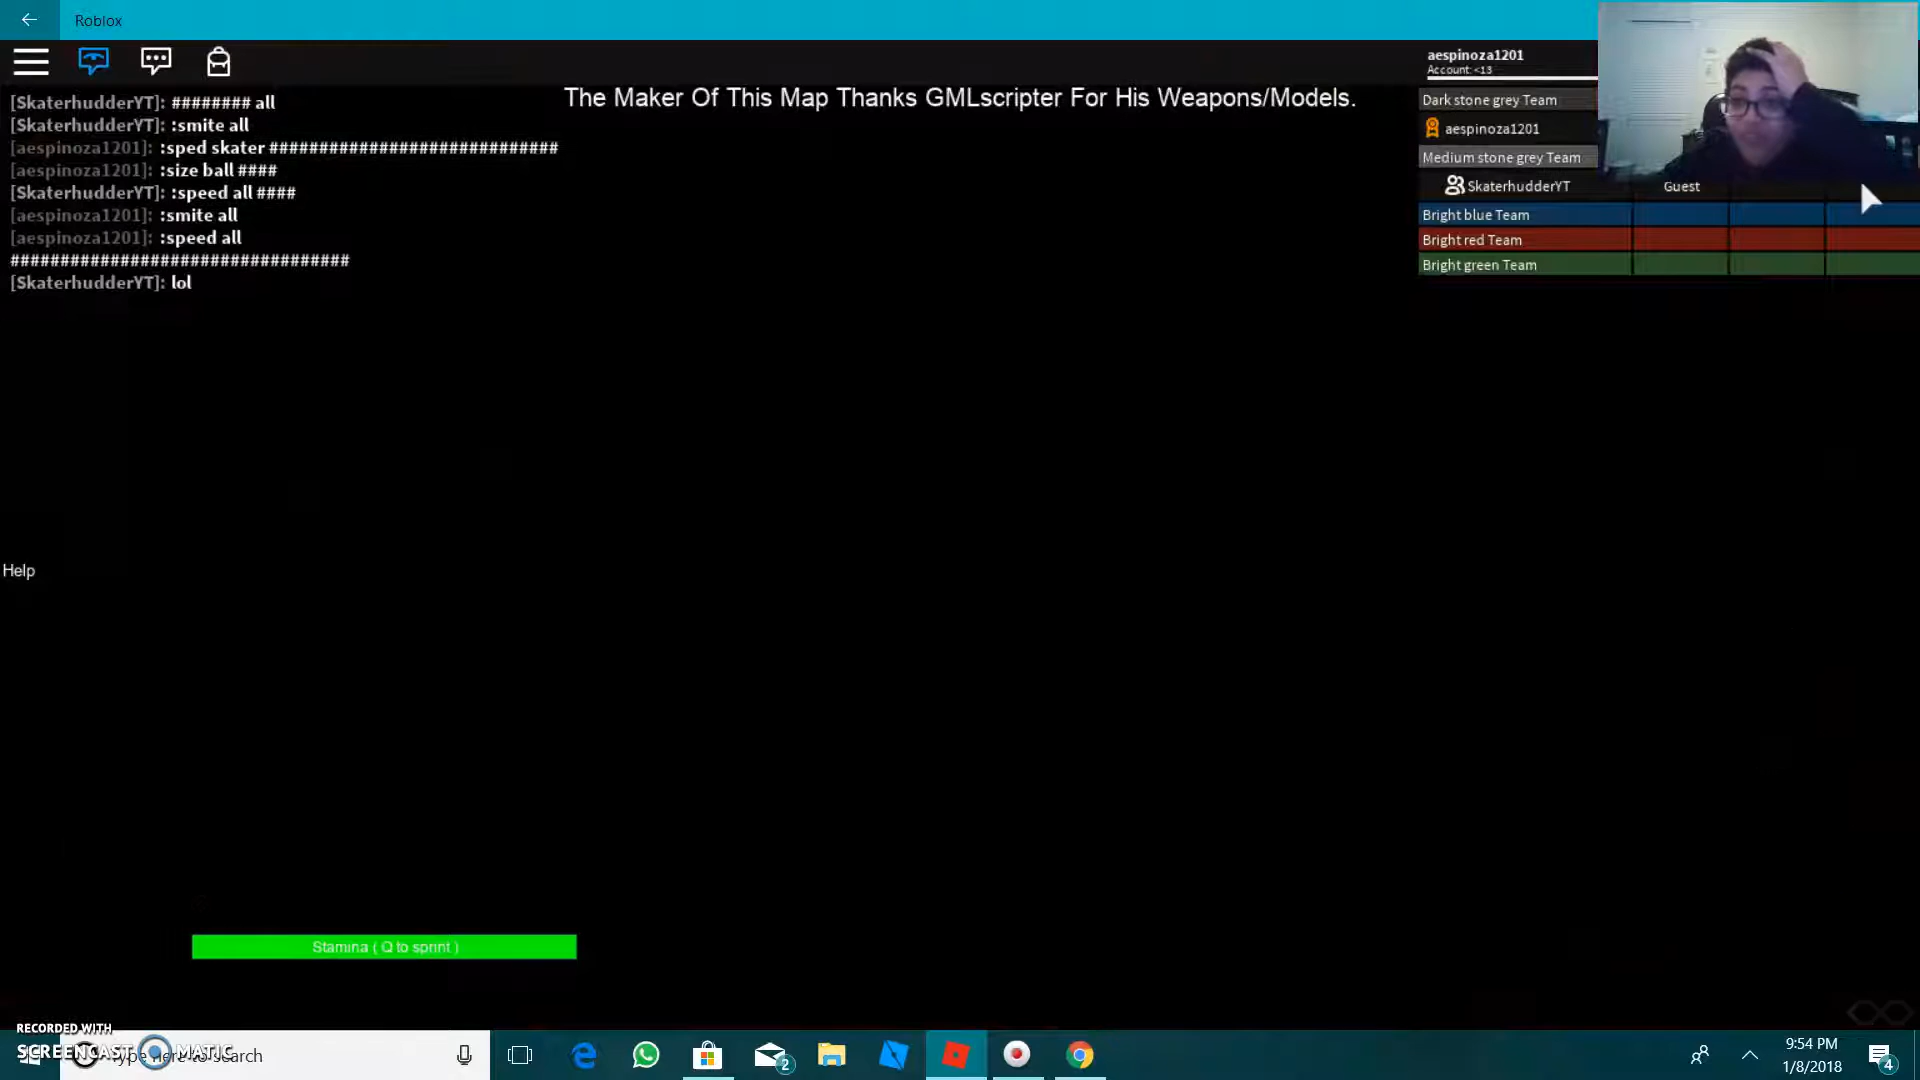 Roblox
[SkaterhudderYT]: ######## all
[SkaterhudderYT]: :smite all
[aespinoza1201]: :sped skater #############################
[aespinoza1201]: :size ball ####
[SkaterhudderYT]: :speed all ####
[aespinoza1201]: :smite all
[aespinoza1201]: :speed all
##################################
[SkaterhudderYT]: lol
The Maker Of This Map Thanks GMLscripter For His Weapons/Models.
aespinoza1201
Account: <13
Dark stone grey Team
aespinoza1201
Medium stone grey Team
SkaterhudderYT Guest
Bright blue Team
Bright red Team
Bright green Team
Help
Stamina ( Q to sprint )
RECORDED WITH
SCREENCAST MATIC
Type here to search
2
9:54 PM
1/8/2018
4